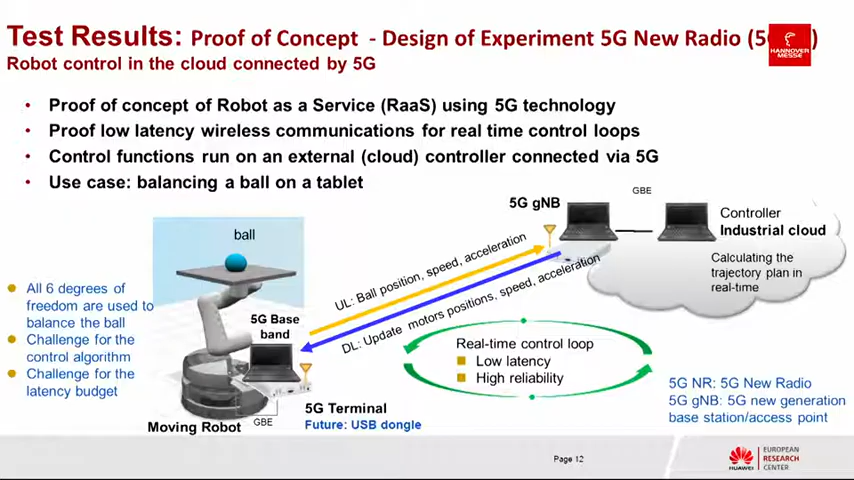 Test Results: Proof of Concept - Design of Experiment 5G New Radio (5
HANNOVER
MESSE
Robot control in the cloud connected by 5G
• Proof of concept of Robot as a Service (RaaS) using 5G technology
• Proof low latency wireless communications for real time control loops
• Control functions run on an external (cloud) controller connected via 5G
• Use case: balancing a ball on a tablet
5G gNB
GBE
Controller
Industrial cloud
Calculating the
trajectory plan in
real-time
ball
UL: Ball position, speed, acceleration
DL: Update motors positions, speed, acceleration
All 6 degrees of
freedom are used to
balance the ball
Challenge for the
control algorithm
Challenge for the
latency budget
5G Base
band
Real-time control loop
Low latency
High reliability
5G NR: 5G New Radio
5G gNB: 5G new generation
base station/access point
Moving Robot
GBE
5G Terminal
Future: USB dongle
Page 12
HUAWEI
EUROPEAN
RESEARCH
CENTER